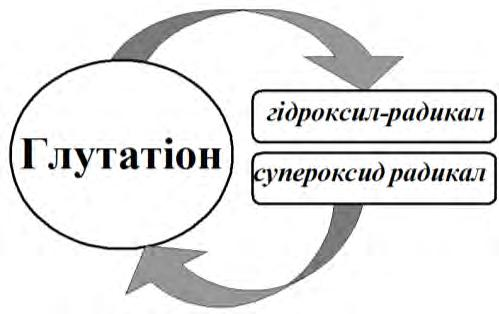 Глутатіон
гідроксил-радикал
супероксид радикал